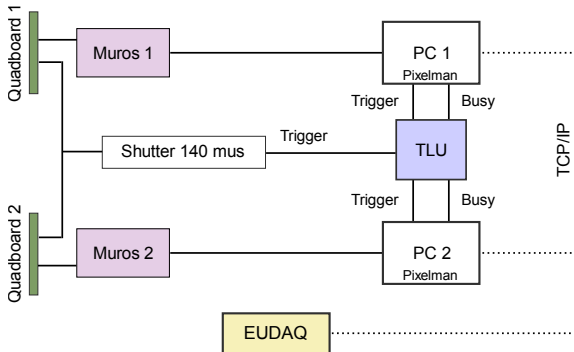 Quadboard 1
Muros 1
PC 1
Pixelman
Trigger
Busy
TCP/IP
Shutter 140 mus
Trigger
TLU
Trigger
Busy
Quadboard 2
Muros 2
PC 2
Pixelman
EUDAQ